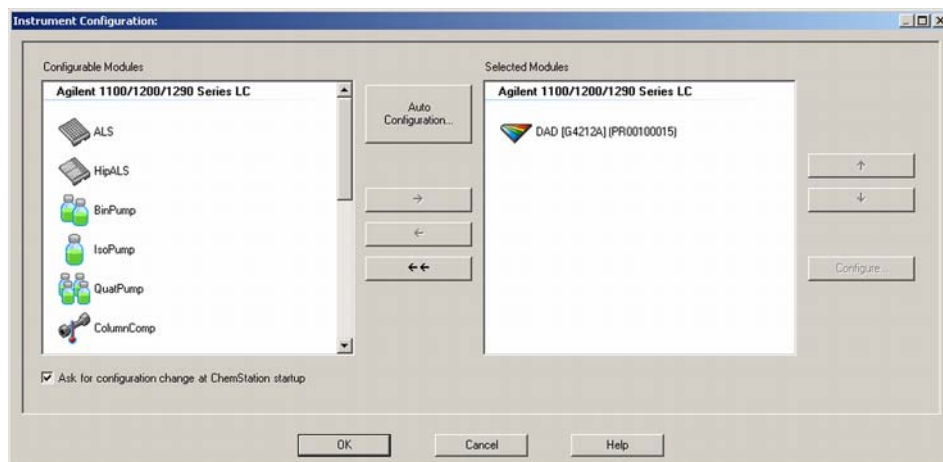 Instrument Configuration:
Configurable Modules
Agilent 1100/1200/1290 Series LC
ALS
HipALS
BinPump
IsoPump
QuatPump
ColumnComp
Auto
Configuration...
→
←
←←
Selected Modules
Agilent 1100/1200/1290 Series LC
DAD [G4212A] (PR00100015)
↑
↓
Configure...
Ask for configuration change at ChemStation startup
OK
Cancel
Help